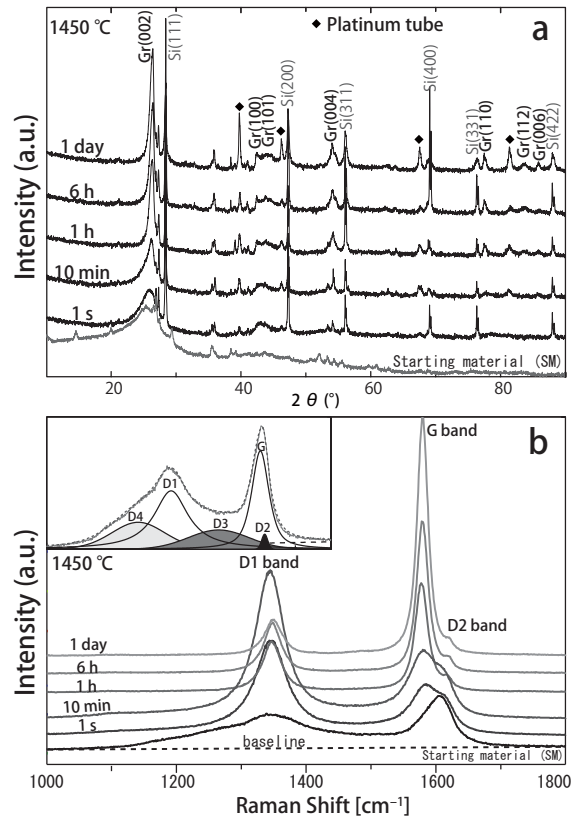 1450 ℃
◆ Platinum tube
a
Gr(002)
Si(111)
Gr(100)
Gr(101)
Si(200)
Gr(004)
Si(311)
Si(400)
Si(331)
Gr(110)
Gr(112)
Gr(006)
Si(422)
1 day
6 h
1 h
10 min
1 s
Starting material (SM)
Intensity (a.u.)
20 40 60 80
2 θ (°)
b
G band
G
D1
D4
D3
D2
1450 ℃
D1 band
D2 band
1 day
6 h
1 h
10 min
1 s
baseline
Starting material (SM)
Intensity (a.u.)
1000 1200 1400 1600 1800
Raman Shift [cm⁻¹]